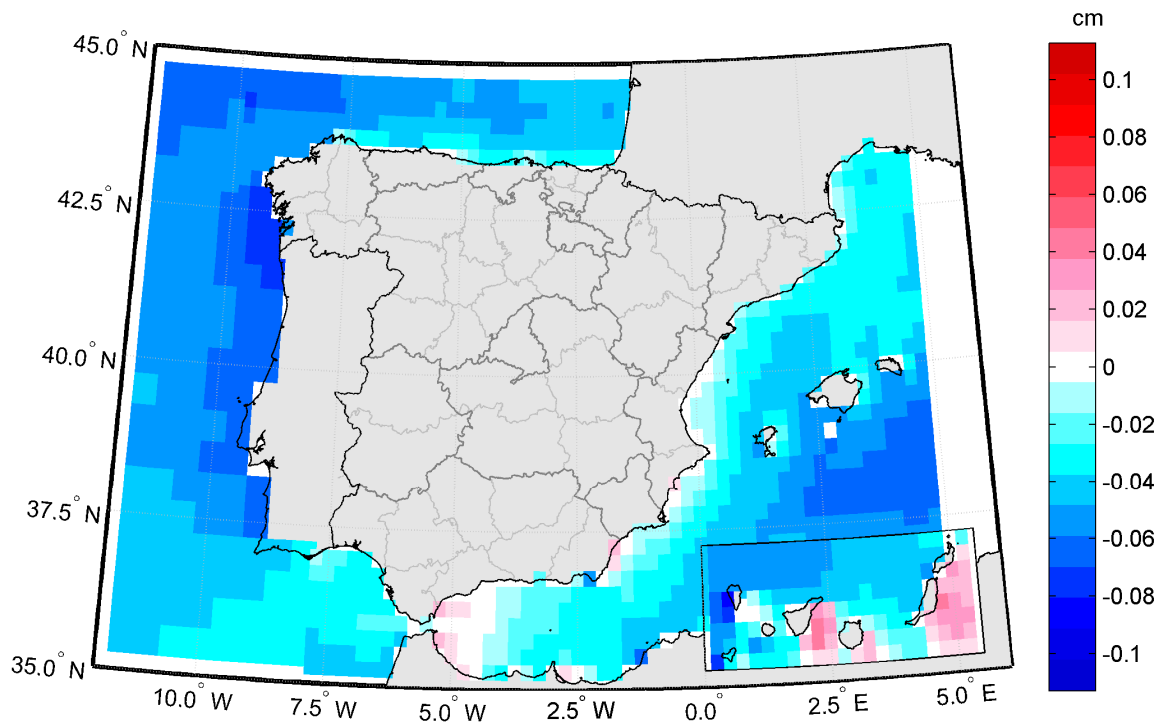 cm
45.0° N
42.5° N
40.0° N
37.5° N
35.0° N
10.0° W
7.5° W
5.0° W
2.5° W
0.0°
2.5° E
5.0° E
0.1
0.08
0.06
0.04
0.02
0
-0.02
-0.04
-0.06
-0.08
-0.1